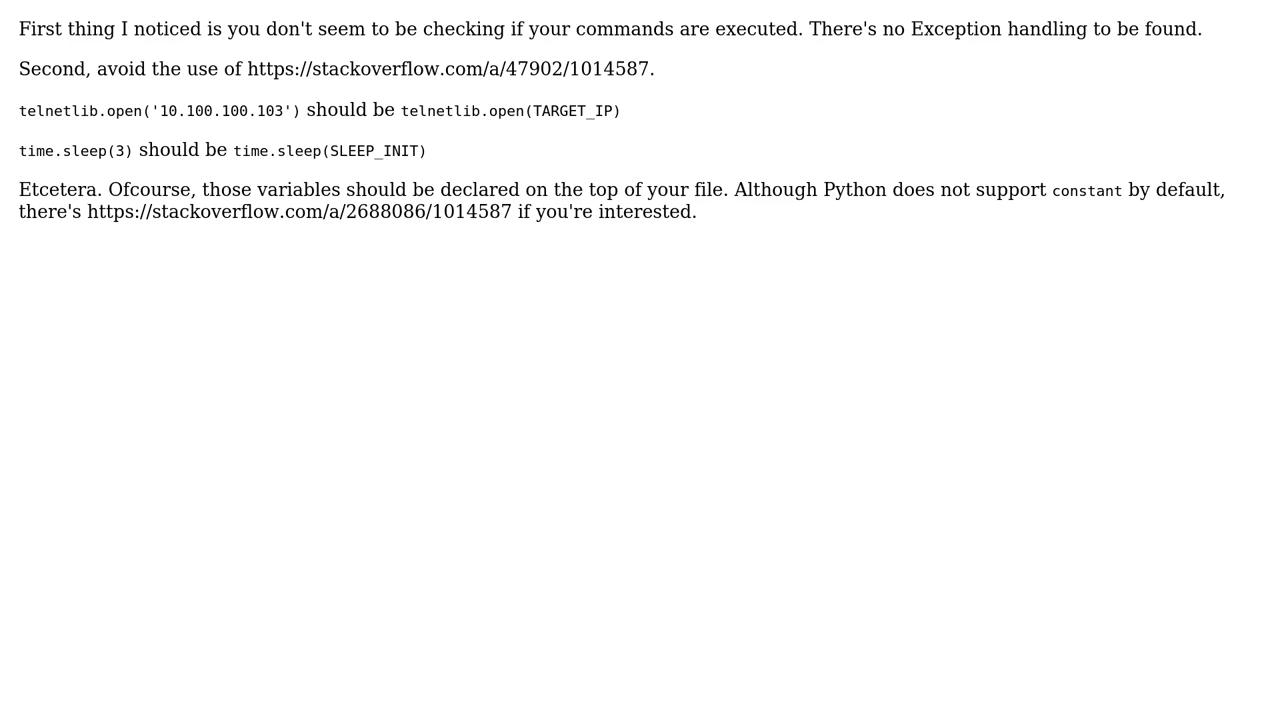 First thing I noticed is you don't seem to be checking if your commands are executed. There's no Exception handling to be found.
Second, avoid the use of https://stackoverflow.com/a/47902/1014587.
telnetlib.open('10.100.100.103') should be telnetlib.open(TARGET_IP)
time.sleep(3) should be time.sleep(SLEEP_INIT)
Etcetera. Ofcourse, those variables should be declared on the top of your file. Although Python does not support constant by default,
there's https://stackoverflow.com/a/2688086/1014587 if you're interested.